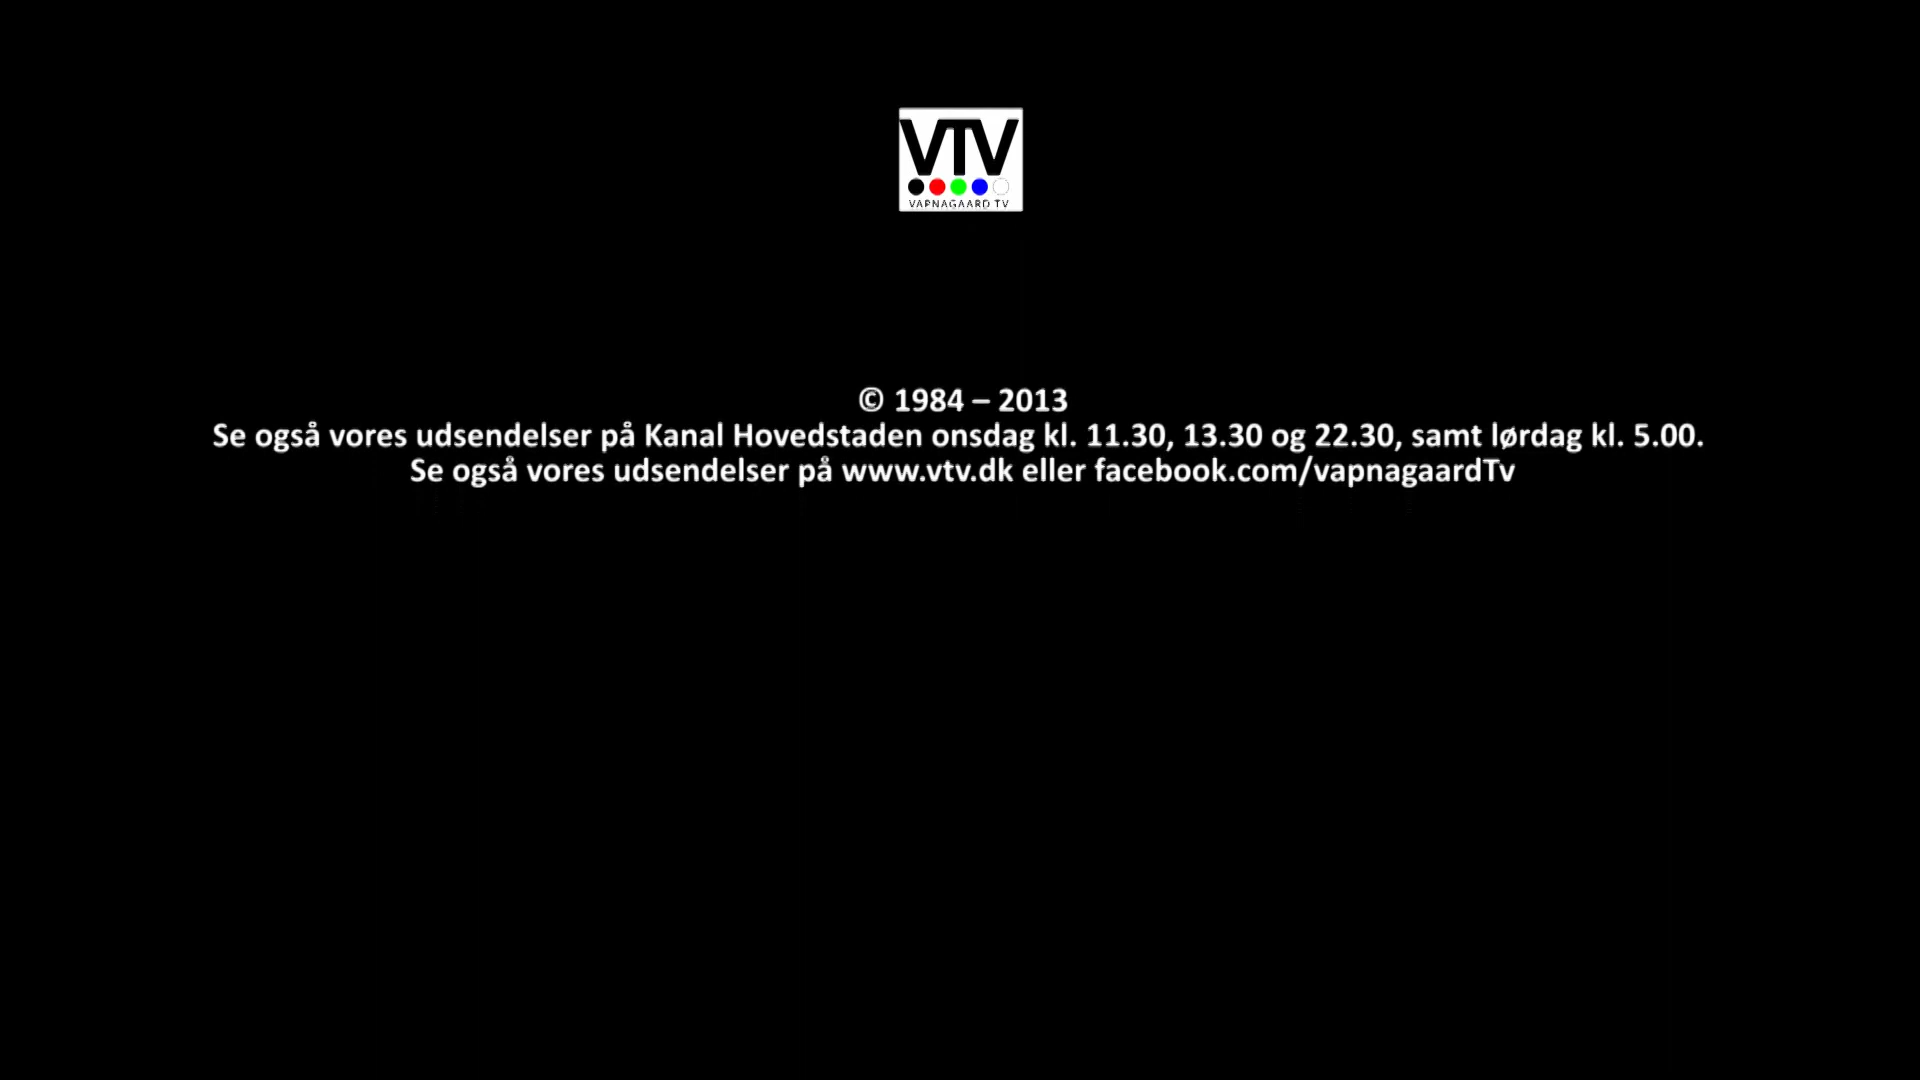 VTV
VAPNAGAARD TV
© 1984 – 2013
Se også vores udsendelser på Kanal Hovedstaden onsdag kl. 11.30, 13.30 og 22.30, samt lørdag kl. 5.00.
Se også vores udsendelser på www.vtv.dk eller facebook.com/vapnagaardTv